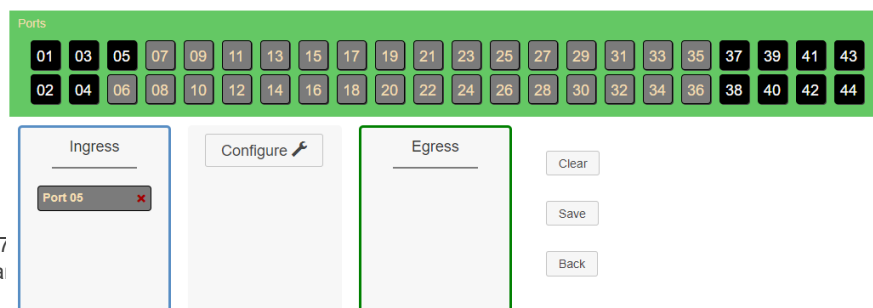 Ports
01 03 05 07 09 11 13 15 17 19 21 23 25 27 29 31 33 35 37 39 41 43
02 04 06 08 10 12 14 16 18 20 22 24 26 28 30 32 34 36 38 40 42 44
Ingress Configure Egress
Clear
Port 05
Save
Back